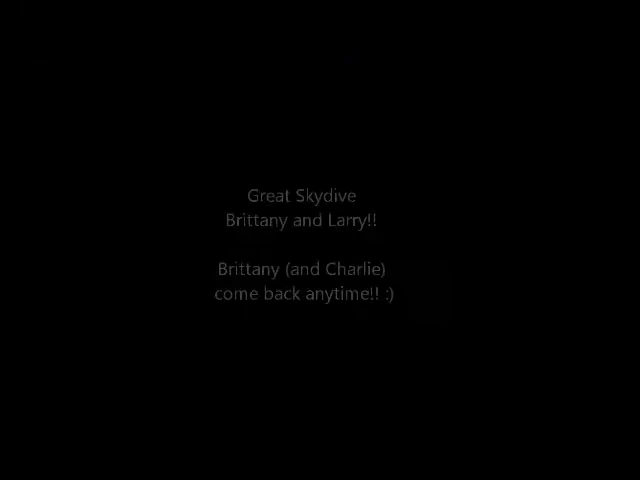 Great Skydive
Brittany and Larry!!
Brittany (and Charlie)
come back anytime!! :)